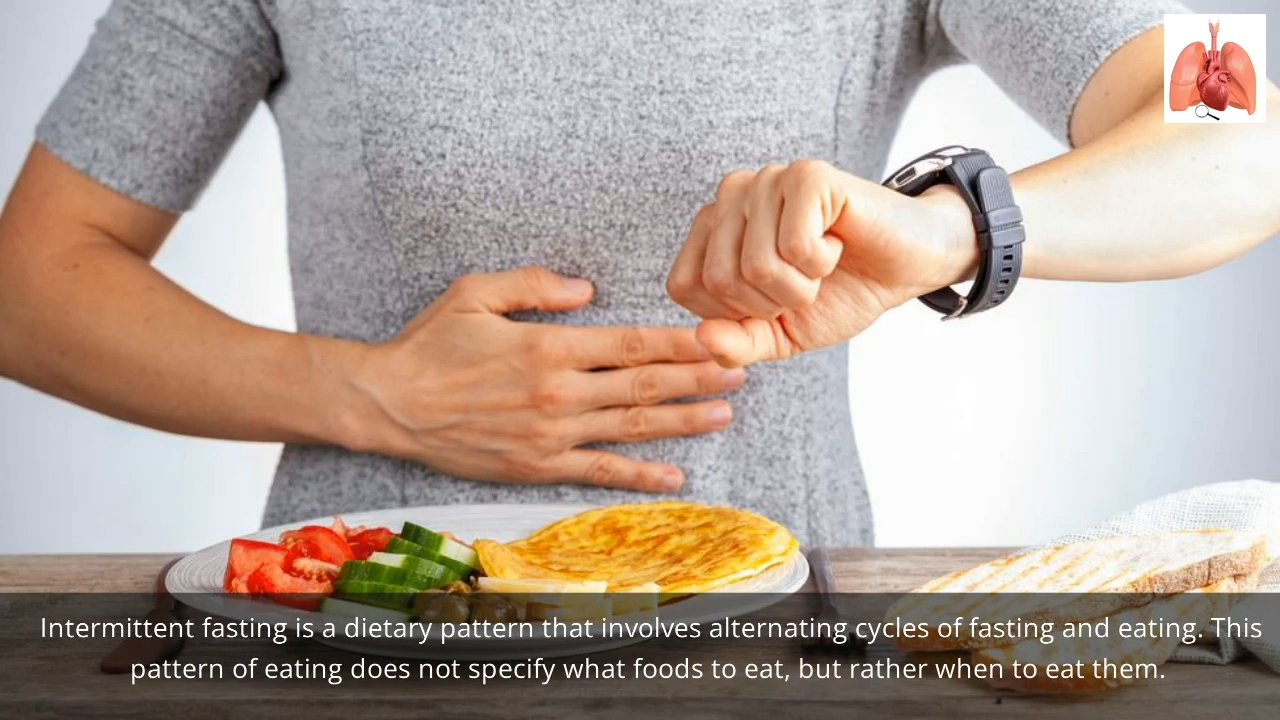 Intermittent fasting is a dietary pattern that involves alternating cycles of fasting and eating. This
pattern of eating does not specify what foods to eat, but rather when to eat them.